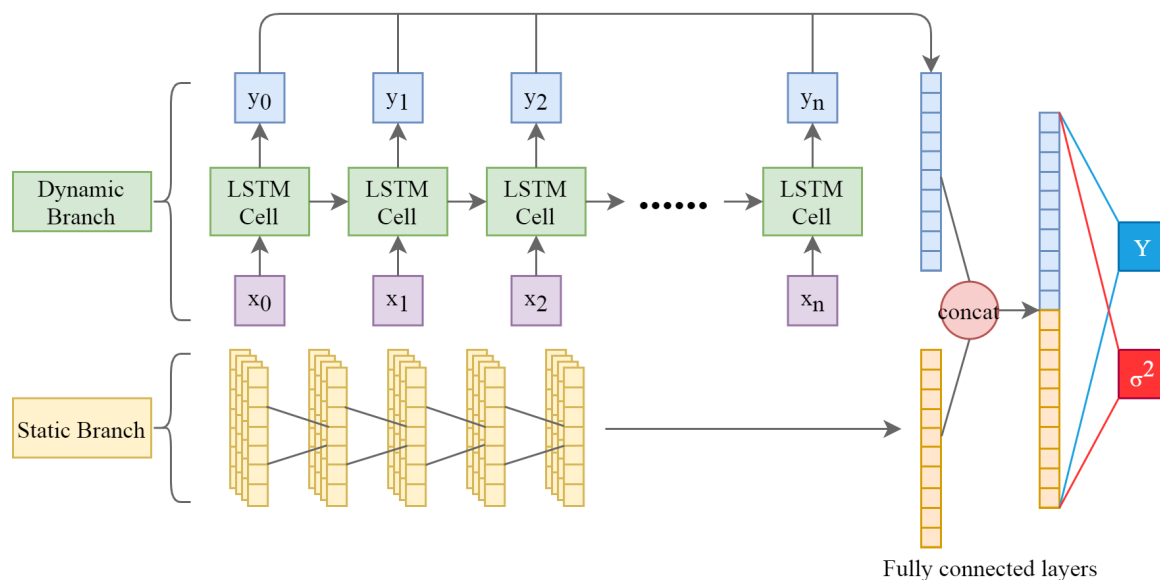 y₀ y₁ y₂ yₙ
Dynamic
Branch
LSTM
Cell
LSTM
Cell
LSTM
Cell
......
LSTM
Cell
x₀ x₁ x₂ xₙ
concat
Y
σ²
Static Branch
Fully connected layers